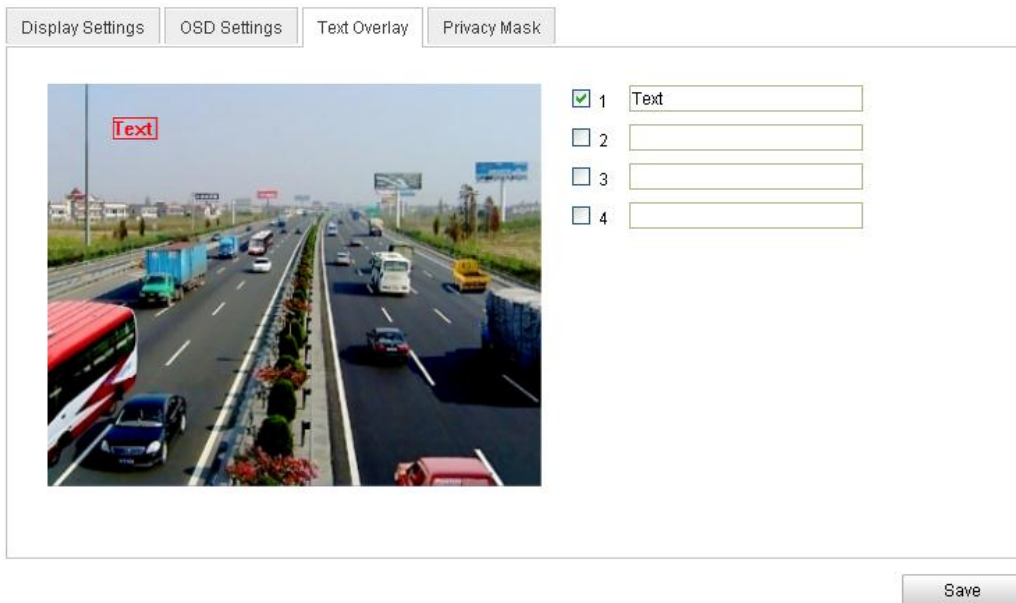 Display Settings
OSD Settings
Text Overlay
Privacy Mask
Text
1 Text
2
3
4
Save